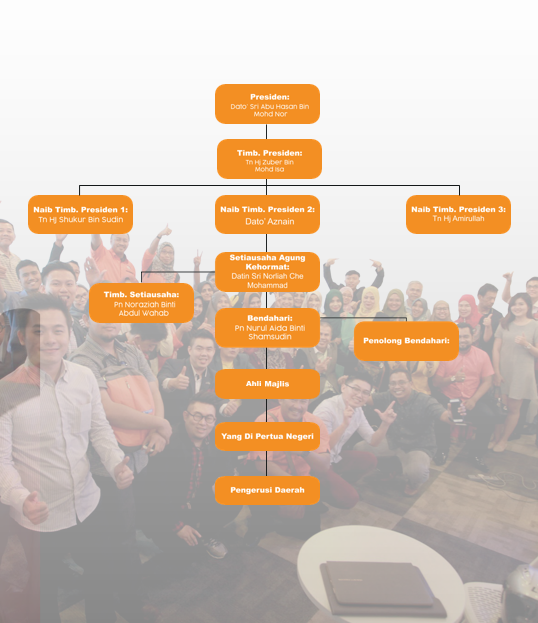 Presiden:
Dato' Sri Abu Hasan Bin
Mohd Nor
Timb. Presiden:
Tn Hj Zuber Bin
Mohd Isa
Naib Timb. Presiden 1:
Tn Hj Shukur Bin Sudin
Naib Timb. Presiden 2:
Dato' Aznain
Naib Timb. Presiden 3:
Tn Hj Amirullah
Setiausaha Agung
Kehormat:
Datin Sri Norliah Che
Mohammad
Timb. Setiausaha:
Pn Noraziah Binti
Abdul Wahab
Bendahari:
Pn Nurul Aida Binti
Shamsudin
Penolong Bendahari:
Ahli Majlis
Yang Di Pertua Negeri
Pengerusi Daerah